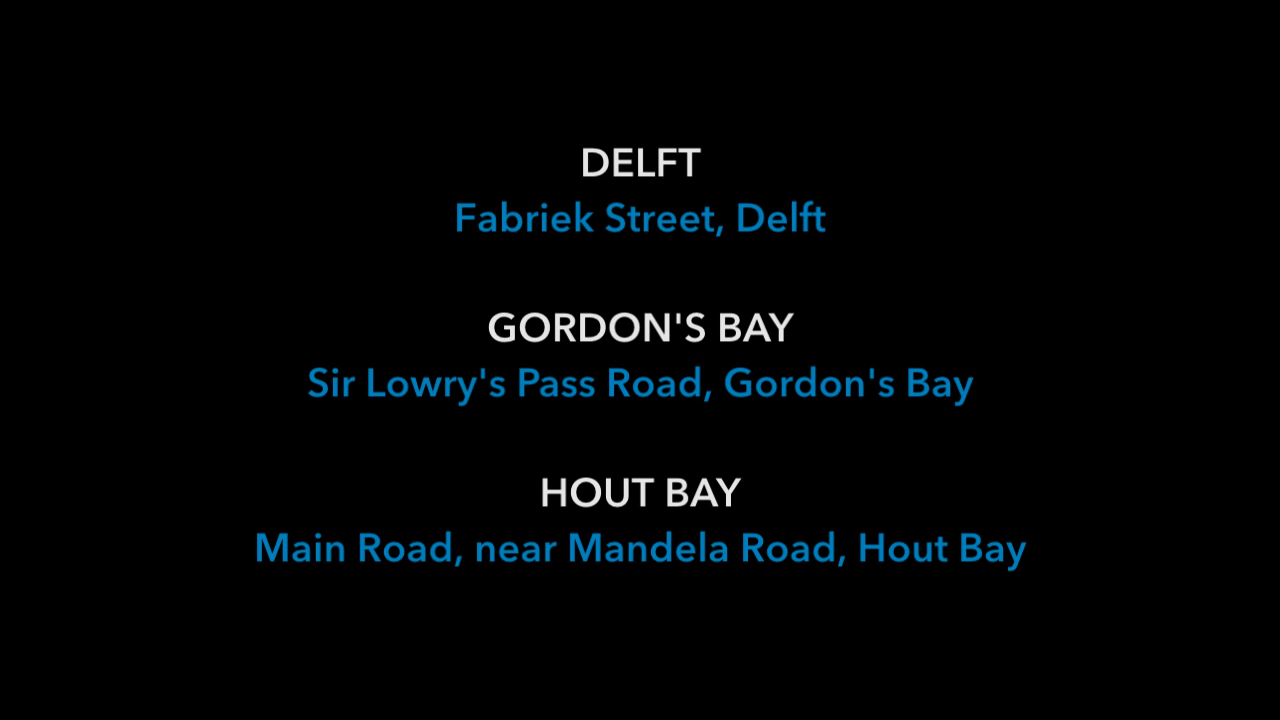 DELFT
Fabriek Street, Delft
GORDON'S BAY
Sir Lowry's Pass Road, Gordon's Bay
HOUT BAY
Main Road, near Mandela Road, Hout Bay